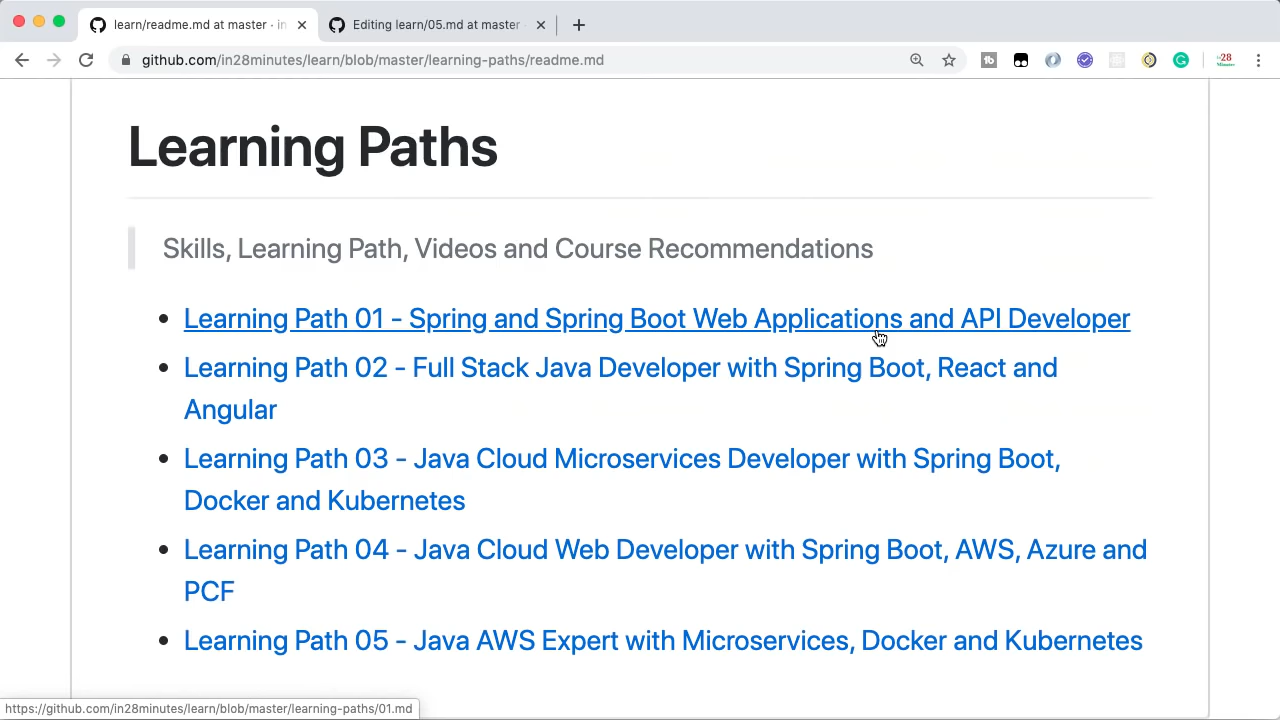 learn/readme.md at master · in
Editing learn/05.md at master ·
github.com/in28minutes/learn/blob/master/learning-paths/readme.md
Learning Paths
Skills, Learning Path, Videos and Course Recommendations
Learning Path 01 - Spring and Spring Boot Web Applications and API Developer
Learning Path 02 - Full Stack Java Developer with Spring Boot, React and
Angular
Learning Path 03 - Java Cloud Microservices Developer with Spring Boot,
Docker and Kubernetes
Learning Path 04 - Java Cloud Web Developer with Spring Boot, AWS, Azure and
PCF
Learning Path 05 - Java AWS Expert with Microservices, Docker and Kubernetes
https://github.com/in28minutes/learn/blob/master/learning-paths/01.md